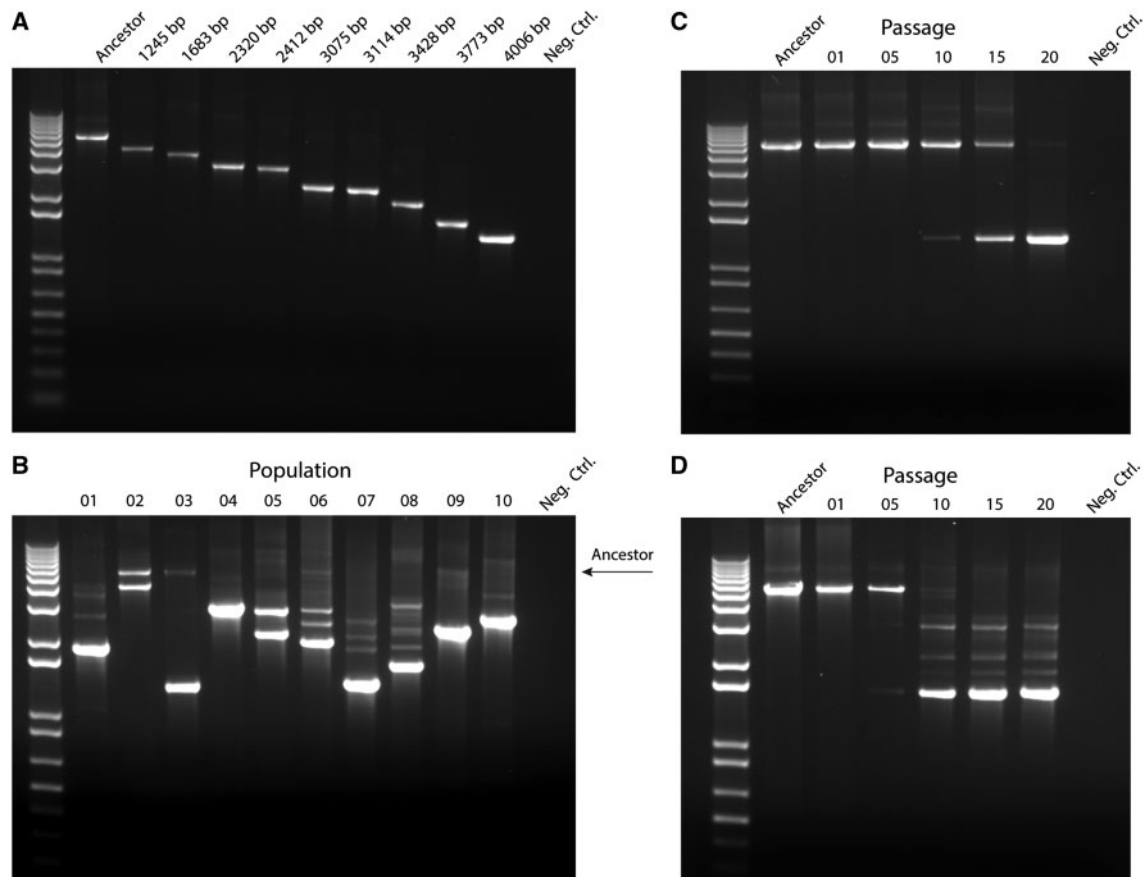 A
Ancestor 1245 bp 1683 bp 2320 bp 2412 bp 3075 bp 3114 bp 3428 bp 3773 bp 4006 bp Neg. Ctrl.
B
Population
01 02 03 04 05 06 07 08 09 10 Neg. Ctrl.
Ancestor
C
Passage
Ancestor 01 05 10 15 20 Neg. Ctrl.
D
Passage
Ancestor 01 05 10 15 20 Neg. Ctrl.